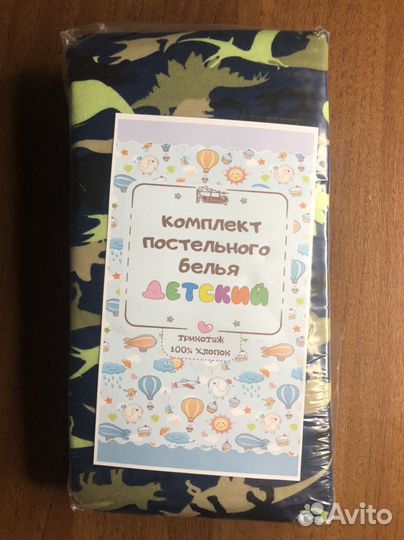 Комплект
постельного
белья
ДЕТСКИЙ
трикотаж
100% хлопок
Avito